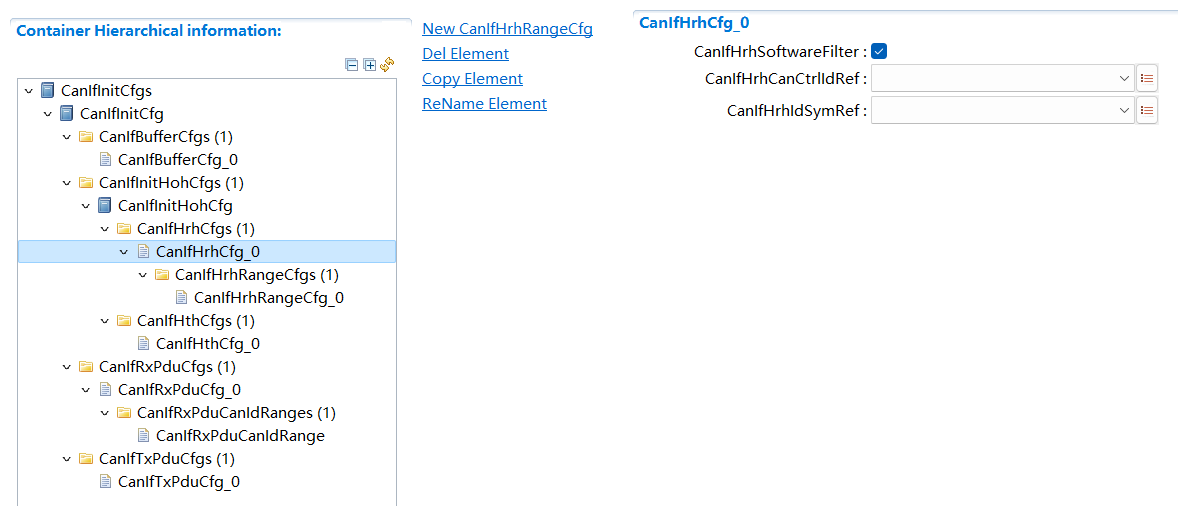 Container Hierarchical information:
CanIfInitCfgs
CanIfInitCfg
CanIfBufferCfgs (1)
CanIfBufferCfg_0
CanIfInitHohCfgs (1)
CanIfInitHohCfg
CanIfHrhCfgs (1)
CanIfHrhCfg_0
CanIfHrhRangeCfgs (1)
CanIfHrhRangeCfg_0
CanIfHthCfgs (1)
CanIfHthCfg_0
CanIfRxPduCfgs (1)
CanIfRxPduCfg_0
CanIfRxPduCanIdRanges (1)
CanIfRxPduCanIdRange
CanIfTxPduCfgs (1)
CanIfTxPduCfg_0
New CanIfHrhRangeCfg
Del Element
Copy Element
ReName Element
CanIfHrhCfg_0
CanIfHrhSoftwareFilter :
CanIfHrhCanCtrlIdRef :
CanIfHrhIdSymRef :